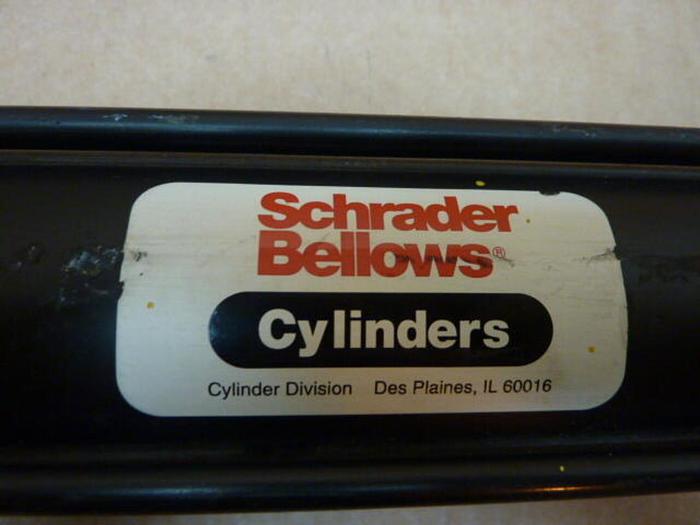 Schrader
Bellows®
Cylinders
Cylinder Division Des Plaines, IL 60016